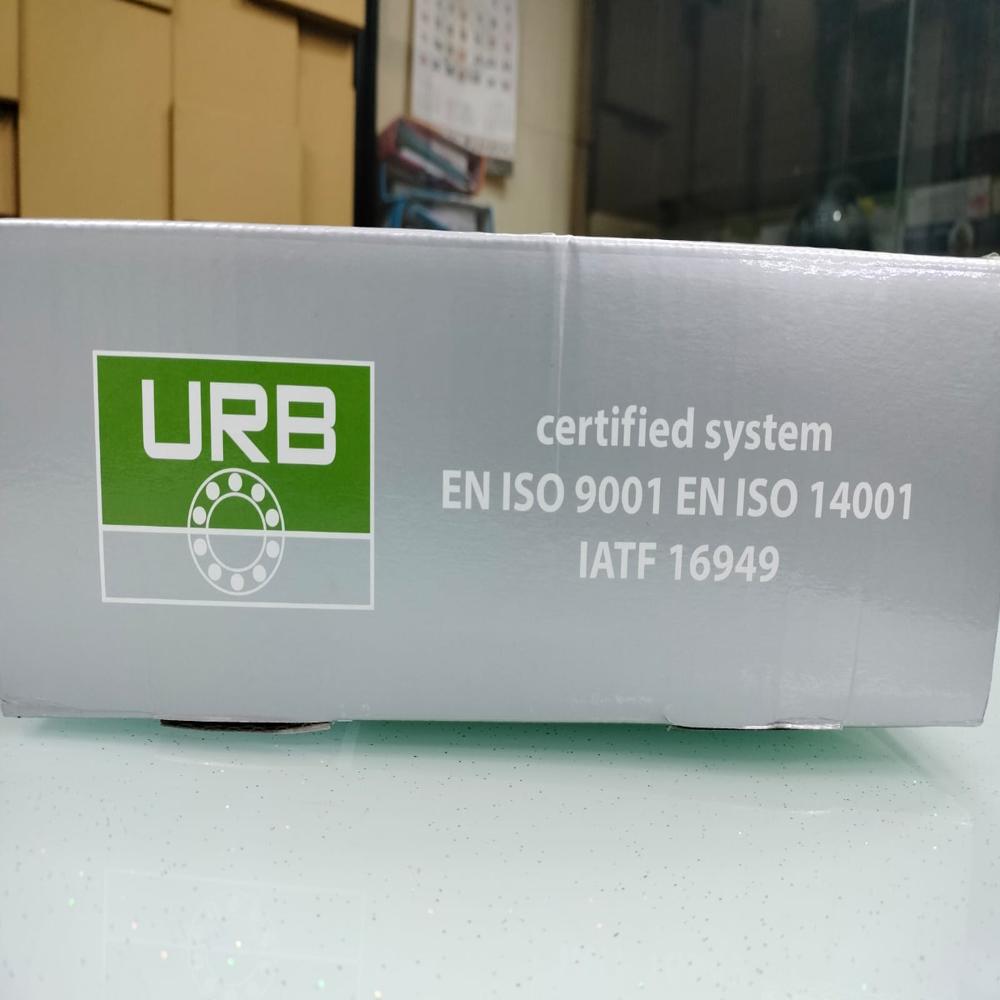 URB
certified system
EN ISO 9001 EN ISO 14001
IATF 16949